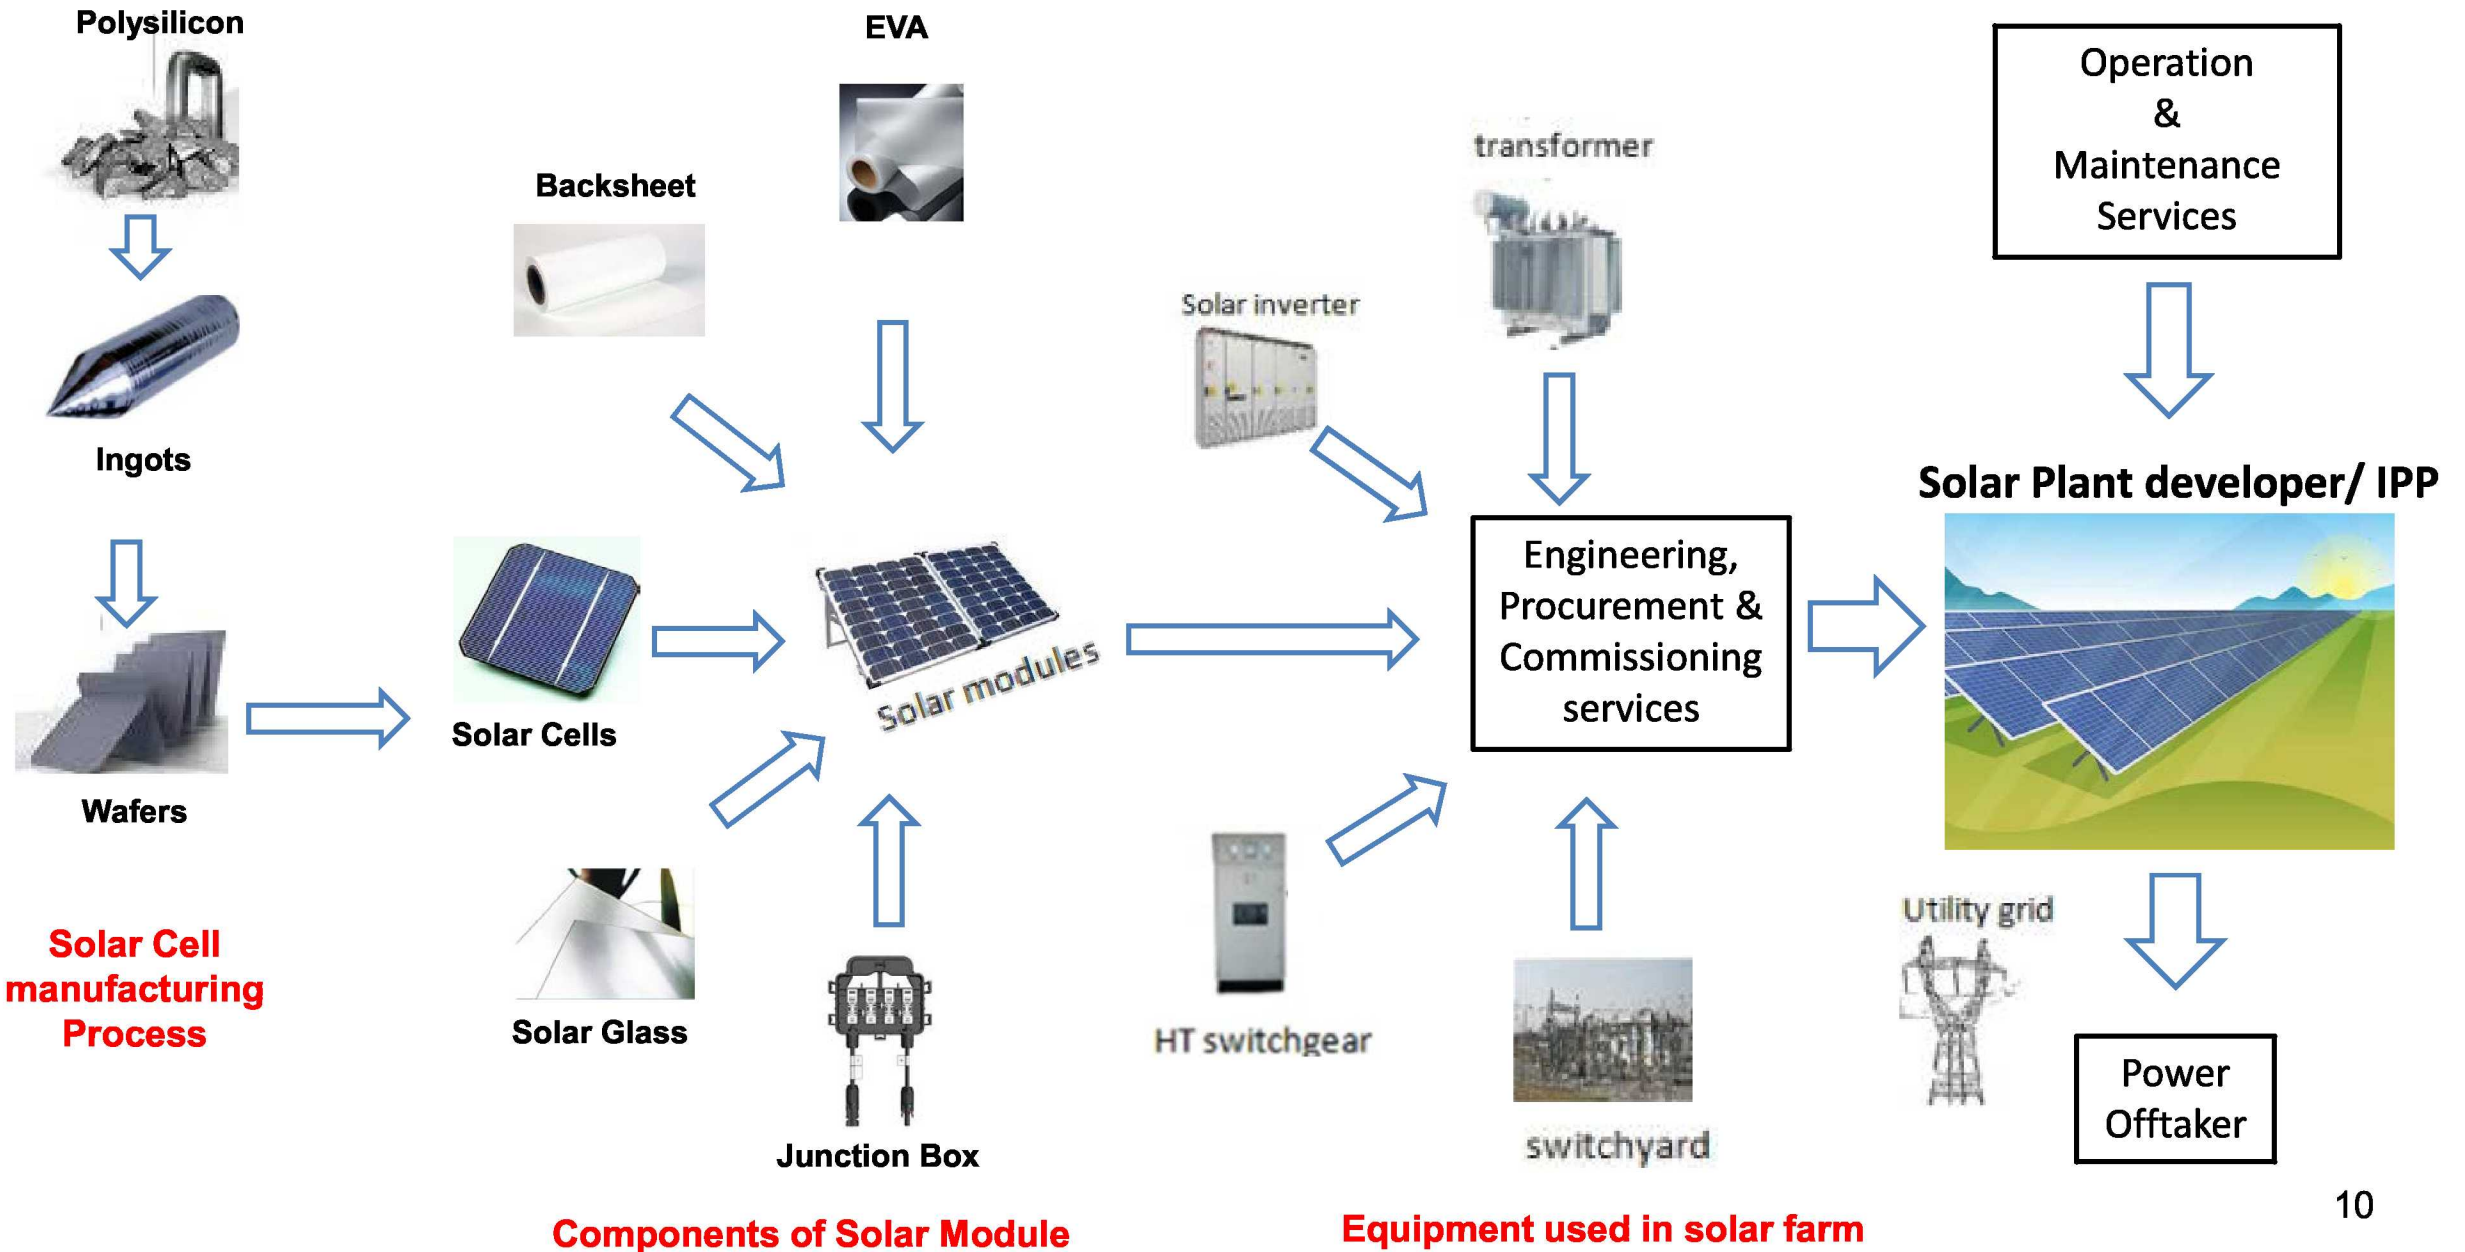 Polysilicon
Ingots
Wafers
Solar Cell
manufacturing
Process
Backsheet
EVA
Solar Cells
Solar modules
Solar Glass
Junction Box
Components of Solar Module
Solar inverter
transformer
Engineering,
Procurement &
Commissioning
services
HT switchgear
switchyard
Equipment used in solar farm
Operation
&
Maintenance
Services
Solar Plant developer/ IPP
Utility grid
Power
Offtaker
10